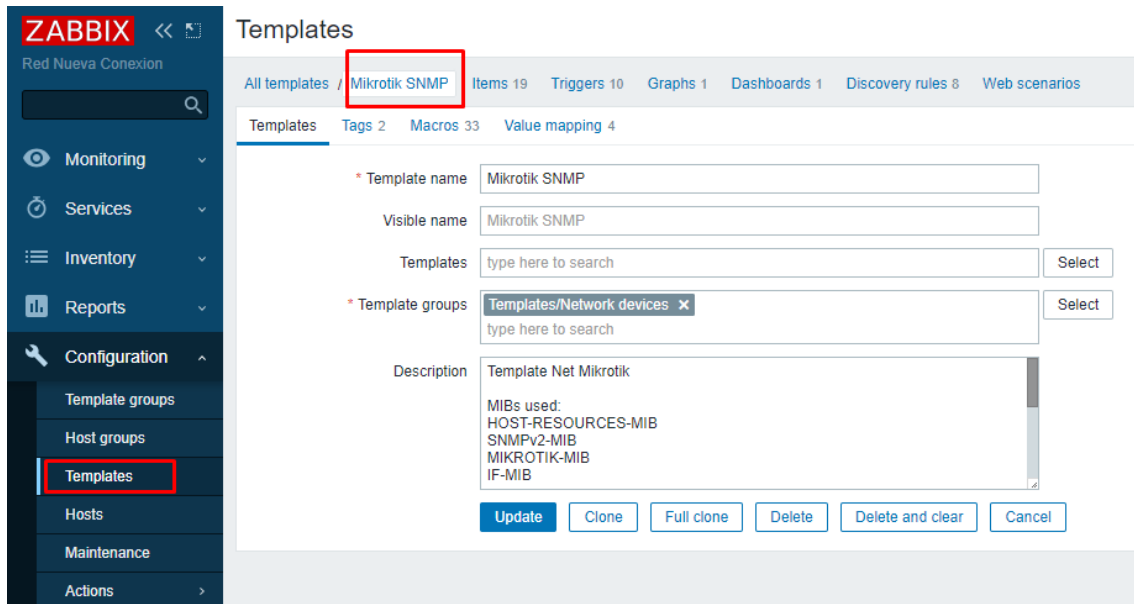 ZABBIX
Templates
Red Nueva Conexion
All templates / Mikrotik SNMP Items 19 Triggers 10 Graphs 1 Dashboards 1 Discovery rules 8 Web scenarios
Templates Tags 2 Macros 33 Value mapping 4
Monitoring
Services
Inventory
Reports
Configuration
Template groups
Host groups
Templates
Hosts
Maintenance
Actions
* Template name Mikrotik SNMP
Visible name Mikrotik SNMP
Templates type here to search Select
* Template groups Templates/Network devices Select
type here to search
Description Template Net Mikrotik
MIBs used:
HOST-RESOURCES-MIB
SNMPv2-MIB
MIKROTIK-MIB
IF-MIB
Update Clone Full clone Delete Delete and clear Cancel